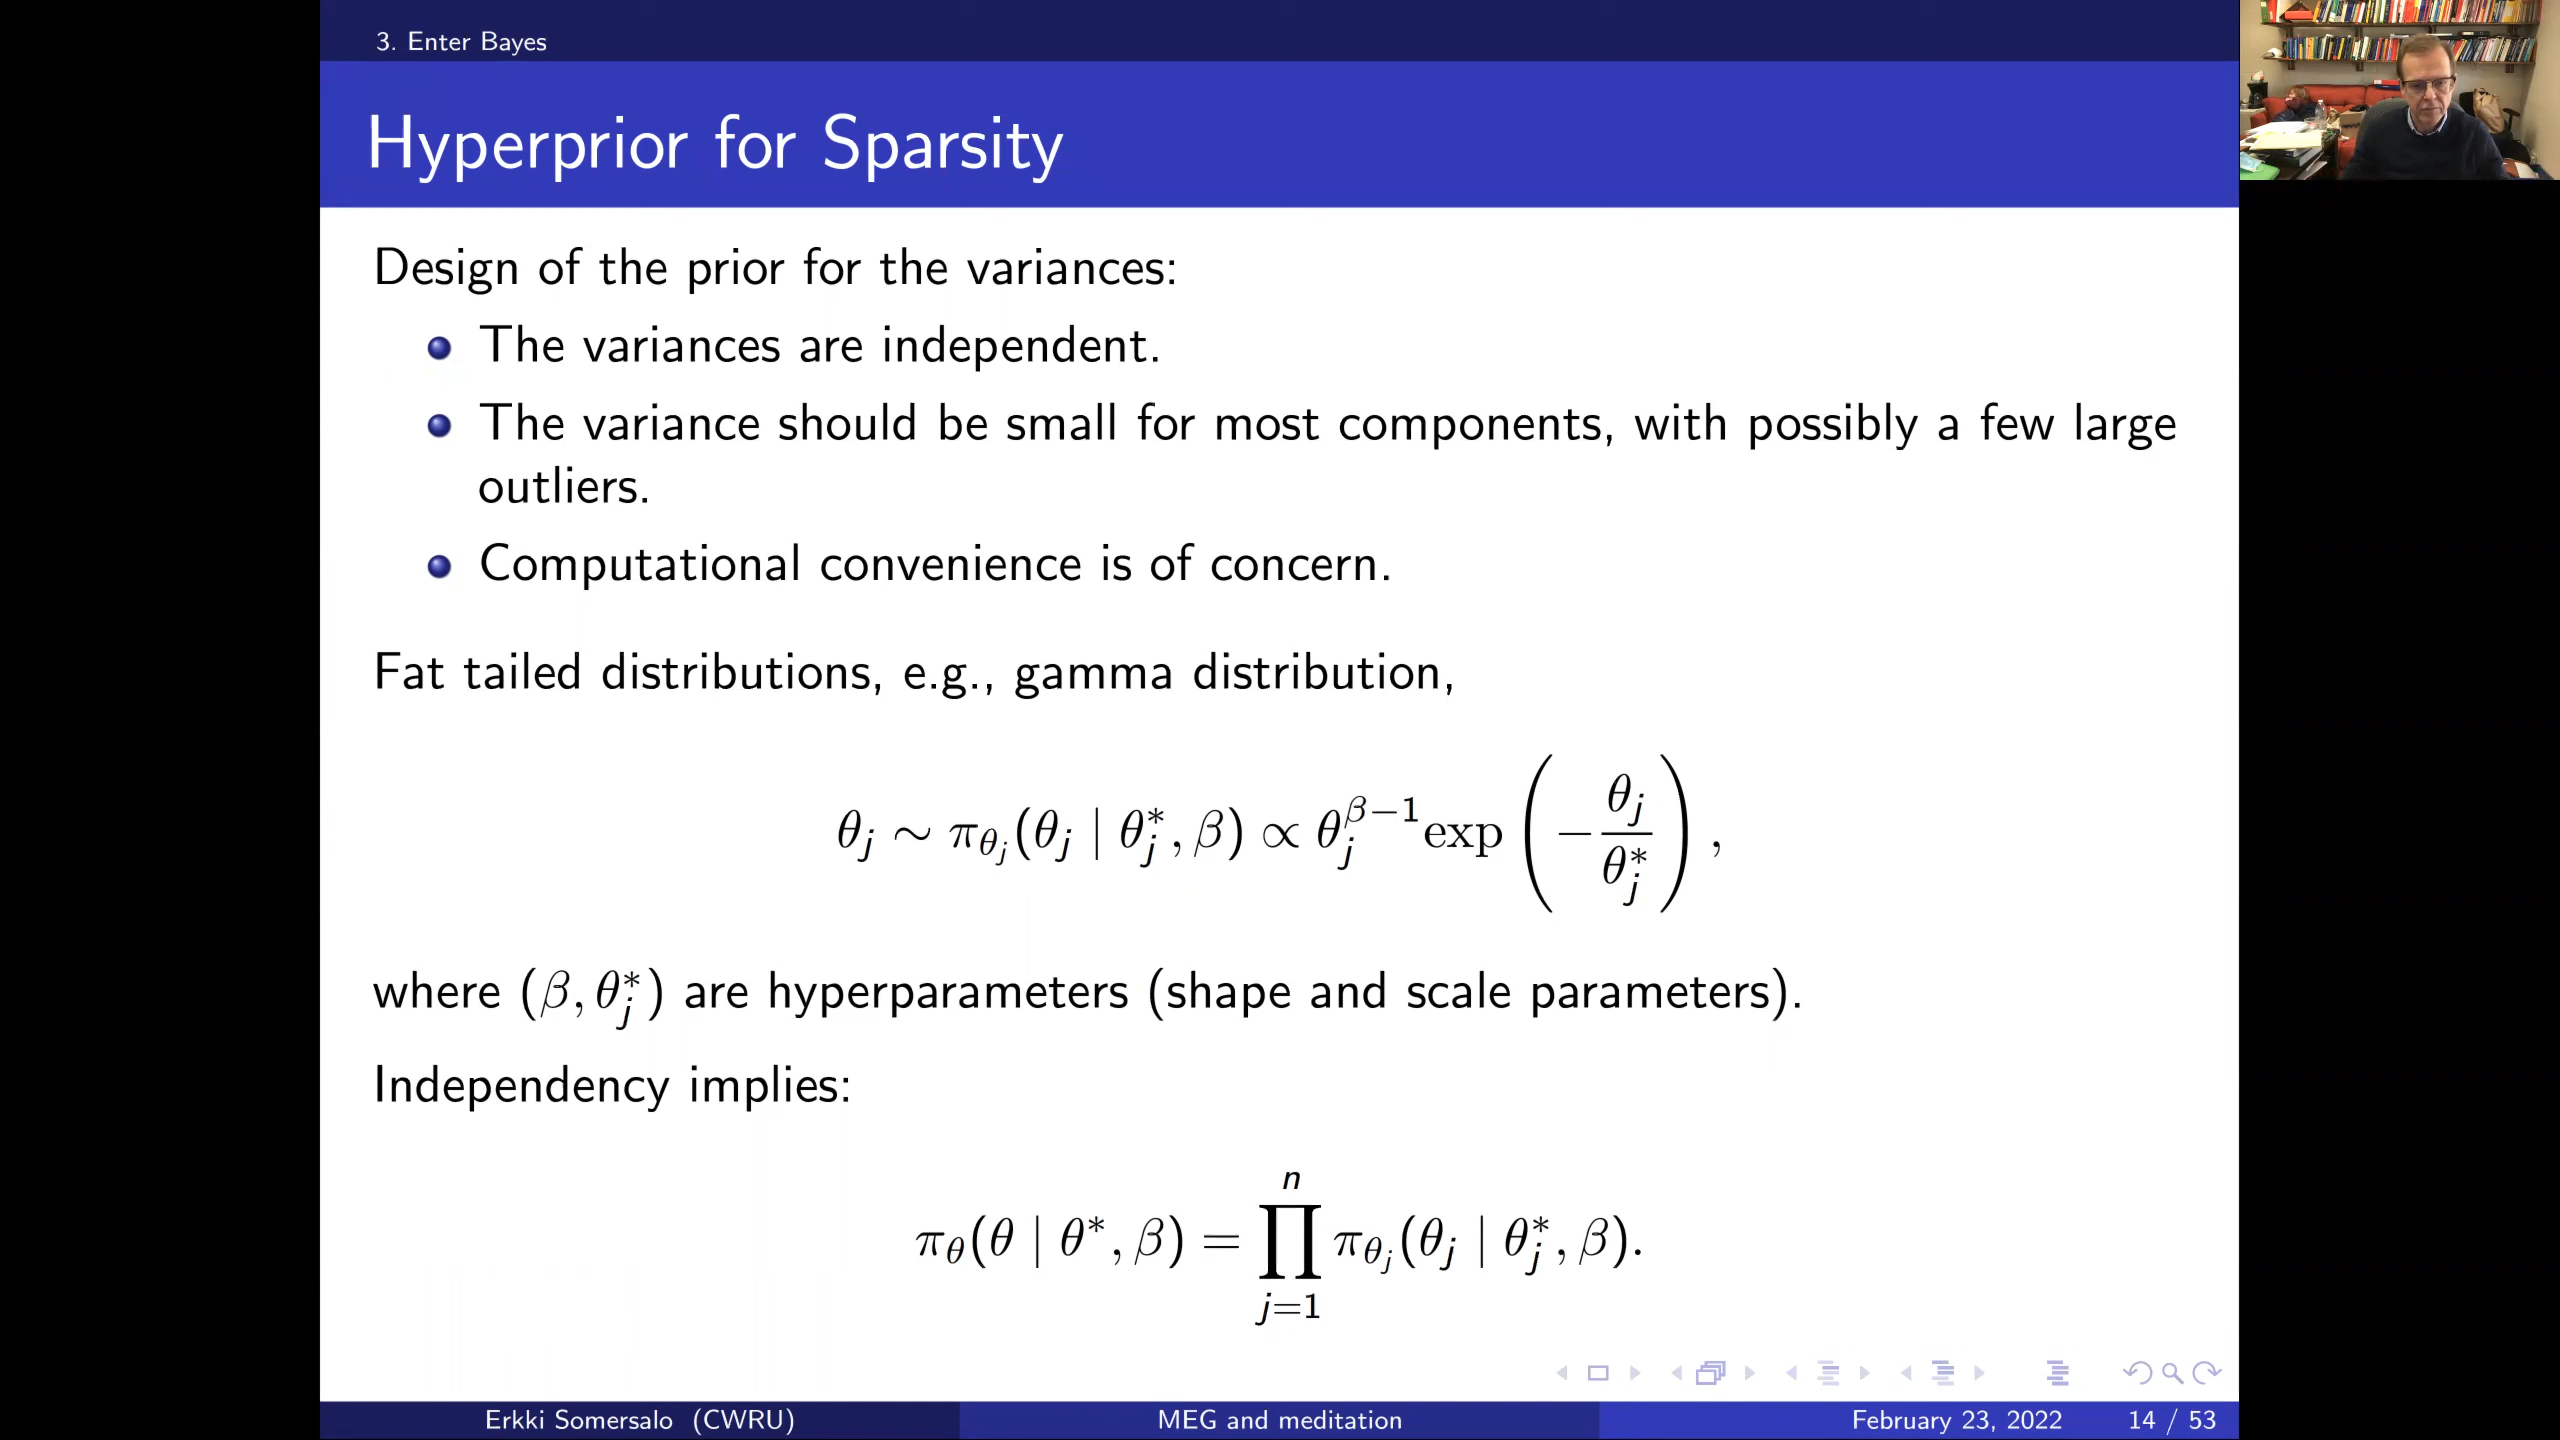 3. Enter Bayes
Hyperprior for Sparsity
Design of the prior for the variances:
The variances are independent.
The variance should be small for most components, with possibly a few large
outliers.
Computational convenience is of concern.
Fat tailed distributions, e.g., gamma distribution,
θ_j ∼ π_{θ_j}(θ_j | θ_j^*, β) ∝ θ_j^{β−1} exp(−θ_j/θ_j^*),
where (β, θ_j^*) are hyperparameters (shape and scale parameters).
Independency implies:
π_θ(θ | θ^*, β) = ∏_{j=1}^{n} π_{θ_j}(θ_j | θ_j^*, β).
Erkki Somersalo (CWRU) MEG and meditation February 23, 2022 14 / 53